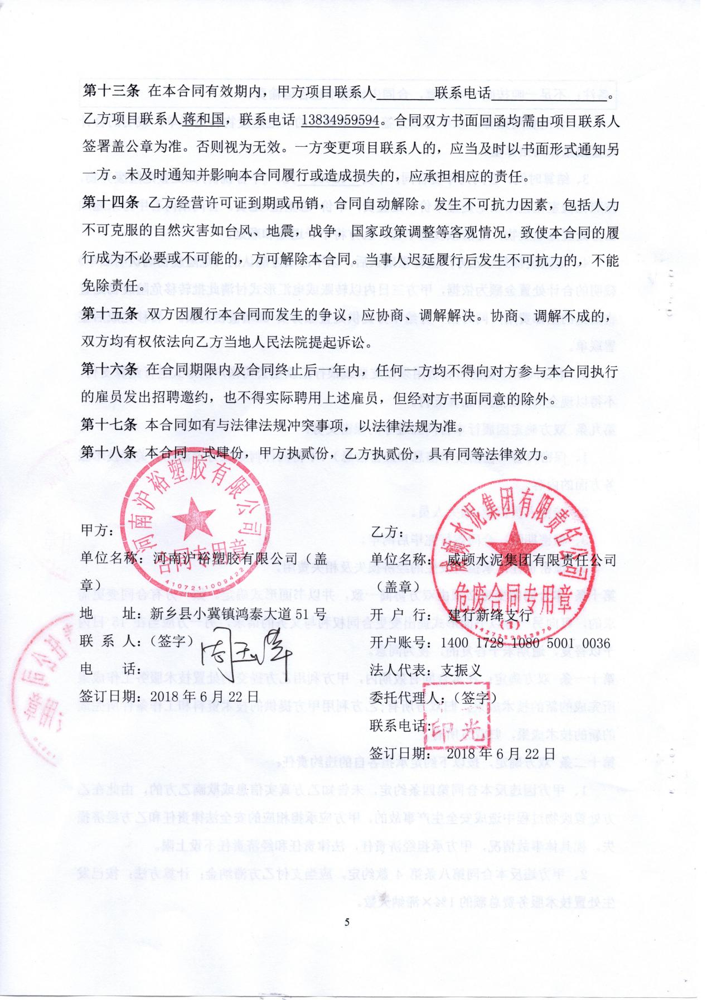 第十三条 在本合同有效期内，甲方项目联系人________联系电话________________。
乙方项目联系人蒋和国，联系电话 13834959594。合同双方书面回函均需由项目联系人
签署盖公章为准。否则视为无效。一方变更项目联系人的，应当及时以书面形式通知另
一方。未及时通知并影响本合同履行或造成损失的，应承担相应的责任。
第十四条 乙方经营许可证到期或吊销，合同自动解除。发生不可抗力因素，包括人力
不可克服的自然灾害如台风、地震，战争，国家政策调整等客观情况，致使本合同的履
行成为不必要或不可能的，方可解除本合同。当事人迟延履行后发生不可抗力的，不能
免除责任。
第十五条 双方因履行本合同而发生的争议，应协商、调解解决。协商、调解不成的，
双方均有权依法向乙方当地人民法院提起诉讼。
第十六条 在合同期限内及合同终止后一年内，任何一方均不得向对方参与本合同执行
的雇员发出招聘邀约，也不得实际聘用上述雇员，但经对方书面同意的除外。
第十七条 本合同如有与法律法规冲突事项，以法律法规为准。
第十八条 本合同一式肆份，甲方执贰份，乙方执贰份，具有同等法律效力。
河南沪裕塑胶有限公司
合同专用章
4107211009422
甲方：
单位名称：河南沪裕塑胶有限公司（盖
章）
地 址：新乡县小冀镇鸿泰大道 51 号
联 系 人：（签字）
电 话：
签订日期：2018 年 6 月 22 日
威顿水泥集团有限责任公司
危废合同专用章
乙方：
单位名称： 威顿水泥集团有限责任公司
（盖章）
开 户 行： 建行新绛支行
开户账号：1400 1728 1080 5001 0036
法人代表：支振义
委托代理人：（签字）
联系电话：
签订日期： 2018 年 6 月 22 日
印光
5